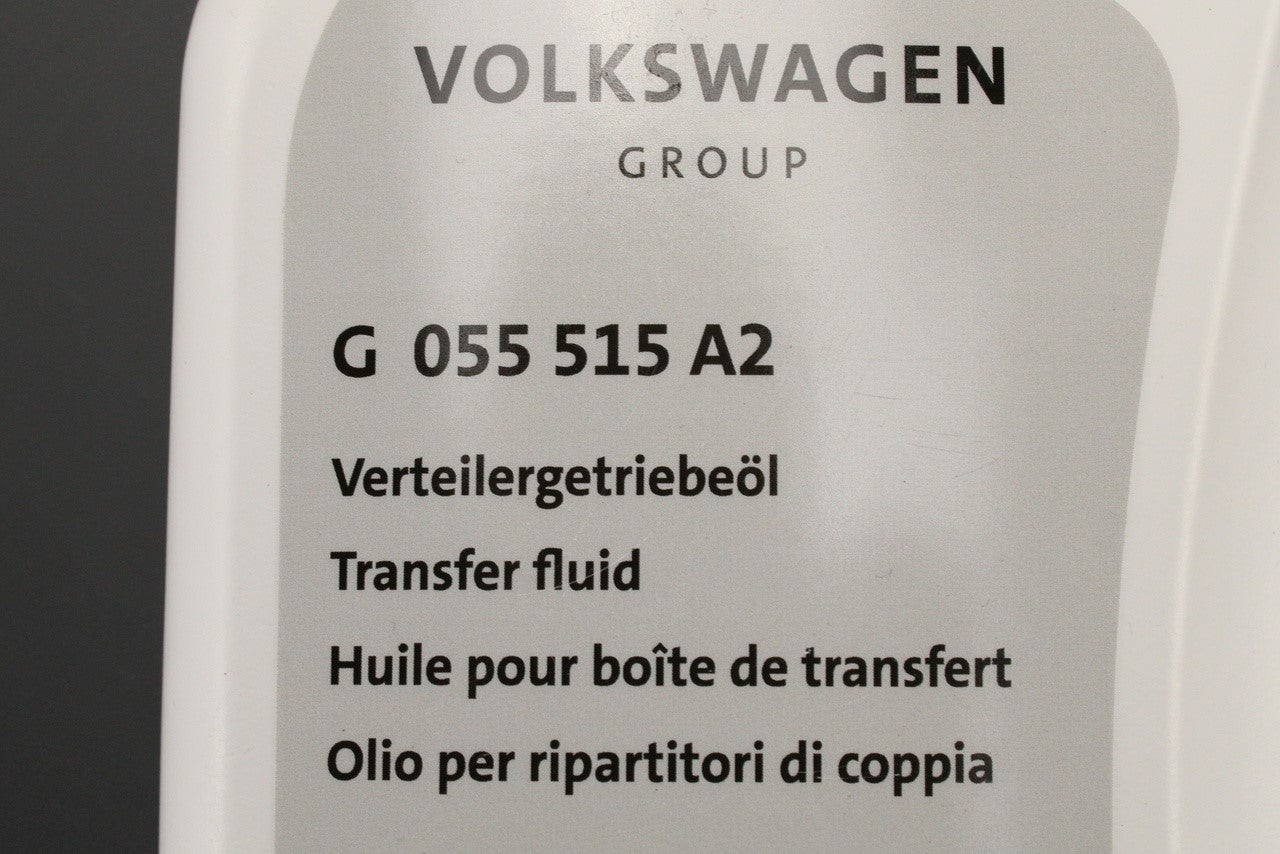 VOLKSWAGEN
GROUP
G 055 515 A2
Verteilergetriebeöl
Transfer fluid
Huile pour boîte de transfert
Olio per ripartitori di coppia